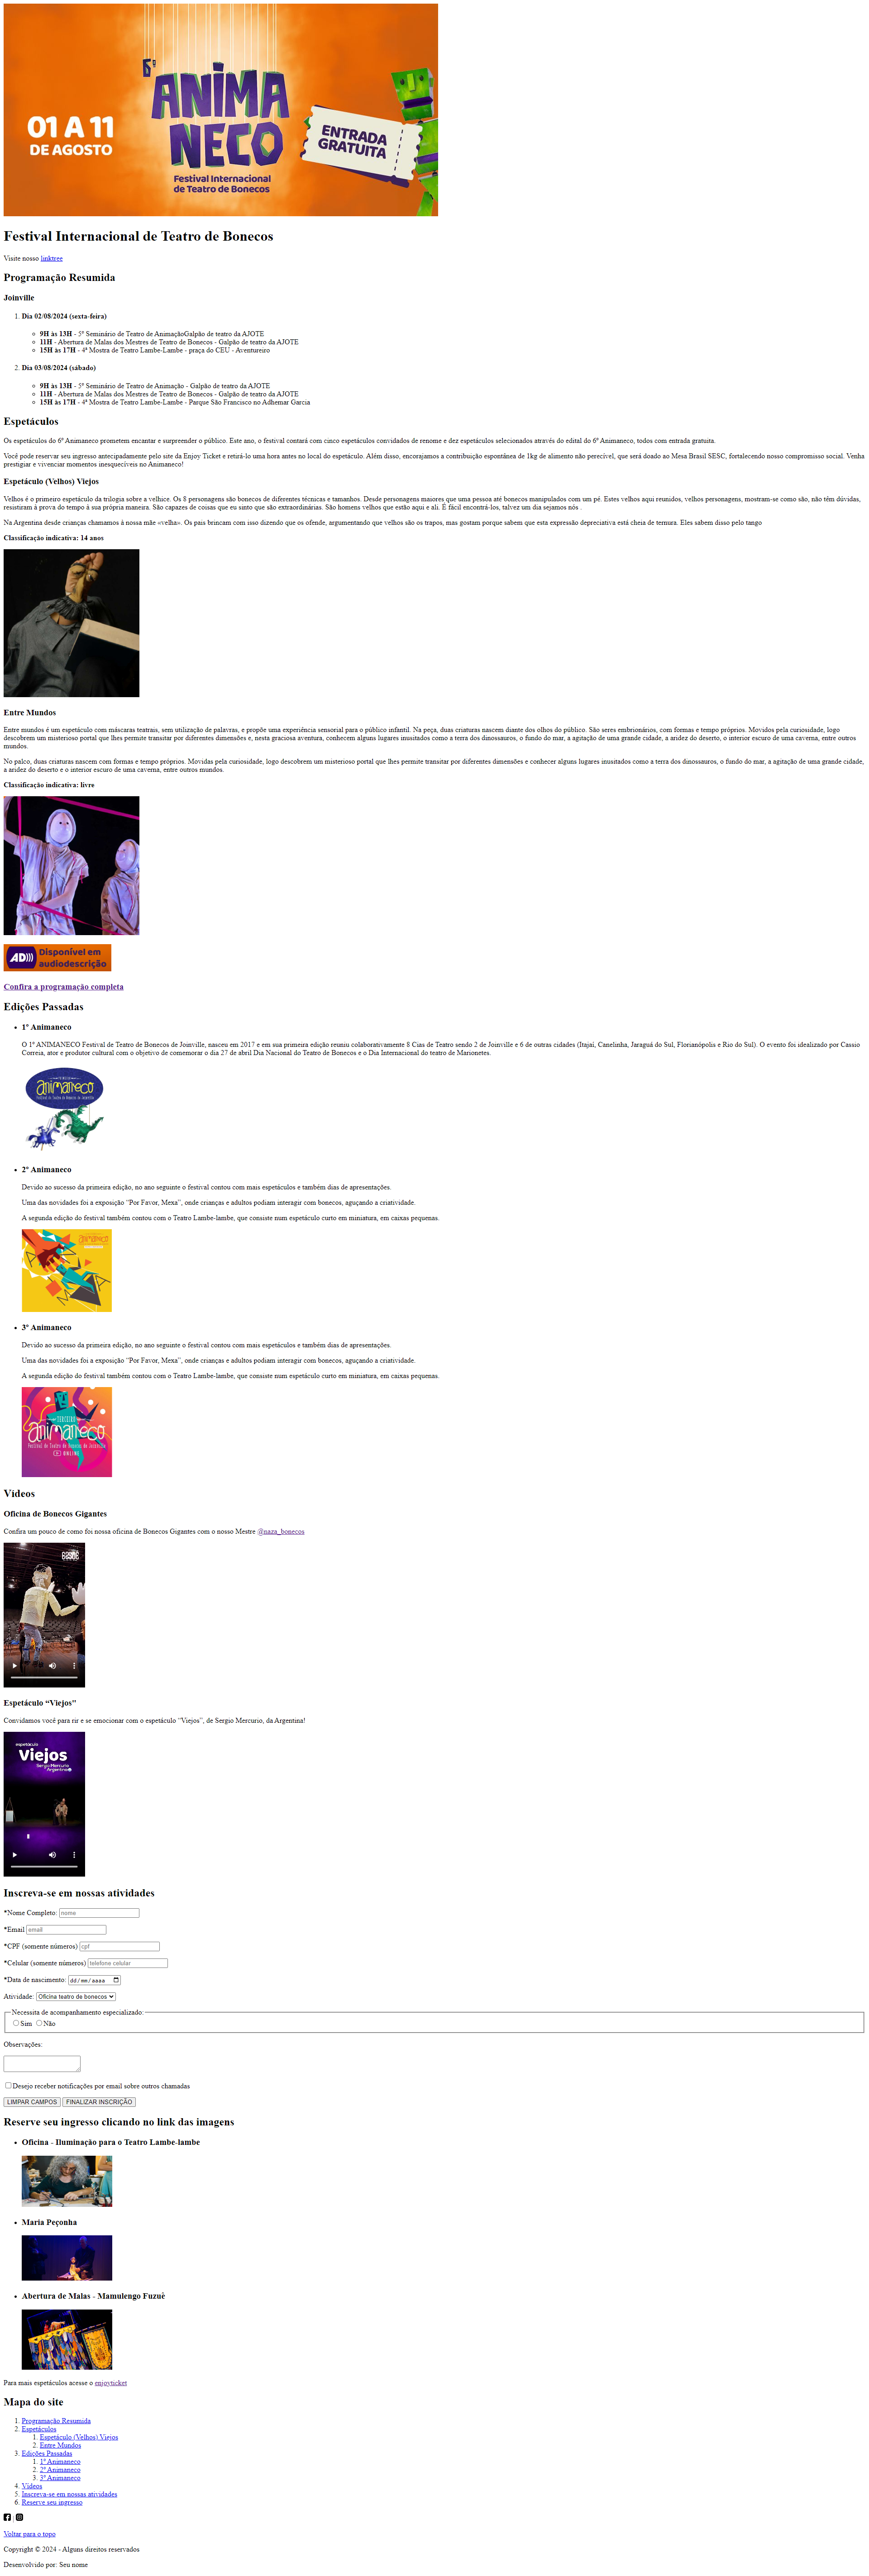 6º
ANIMA
NECO
01 A 11
DE AGOSTO
Festival Internacional
de Teatro de Bonecos
ENTRADA
GRATUITA
Festival Internacional de Teatro de Bonecos
Visite nosso linktree
Programação Resumida
Joinville
1. Dia 02/08/2024 (sexta-feira)
9H às 13H - 5º Seminário de Teatro de AnimaçãoGalpão de teatro da AJOTE
11H - Abertura de Malas dos Mestres de Teatro de Bonecos - Galpão de teatro da AJOTE
15H às 17H - 4ª Mostra de Teatro Lambe-Lambe - praça do CEU - Aventureiro
2. Dia 03/08/2024 (sábado)
9H às 13H - 5º Seminário de Teatro de Animação - Galpão de teatro da AJOTE
11H - Abertura de Malas dos Mestres de Teatro de Bonecos - Galpão de teatro da AJOTE
15H às 17H - 4ª Mostra de Teatro Lambe-Lambe - Parque São Francisco no Adhemar Garcia
Espetáculos
Os espetáculos do 6º Animaneco prometem encantar e surpreender o público. Este ano, o festival contará com cinco espetáculos convidados de renome e dez espetáculos selecionados através do edital do 6º Animaneco, todos com entrada gratuita.
Você pode reservar seu ingresso antecipadamente pelo site da Enjoy Ticket e retirá-lo uma hora antes no local do espetáculo. Além disso, encorajamos a contribuição espontânea de 1kg de alimento não perecível, que será doado ao Mesa Brasil SESC, fortalecendo nosso compromisso social. Venha
prestigiar e vivenciar momentos inesquecíveis no Animaneco!
Espetáculo (Velhos) Viejos
Velhos é o primeiro espetáculo da trilogia sobre a velhice. Os 8 personagens são bonecos de diferentes técnicas e tamanhos. Desde personagens maiores que uma pessoa até bonecos manipulados com um pé. Estes velhos aqui reunidos, velhos personagens, mostram-se como são, não têm dúvidas,
resistiram à prova do tempo à sua própria maneira. São capazes de coisas que eu sinto que são extraordinárias. São homens velhos que estão aqui e ali. É fácil encontrá-los, talvez um dia sejamos nós .
Na Argentina desde crianças chamamos à nossa mãe «velha». Os pais brincam com isso dizendo que os ofende, argumentando que velhos são os trapos, mas gostam porque sabem que esta expressão depreciativa está cheia de ternura. Eles sabem disso pelo tango
Classificação indicativa: 14 anos
Entre Mundos
Entre mundos é um espetáculo com máscaras teatrais, sem utilização de palavras, e propõe uma experiência sensorial para o público infantil. Na peça, duas criaturas nascem diante dos olhos do público. São seres embrionários, com formas e tempo próprios. Movidos pela curiosidade, logo
descobrem um misterioso portal que lhes permite transitar por diferentes dimensões e, nesta graciosa aventura, conhecem alguns lugares inusitados como a terra dos dinossauros, o fundo do mar, a agitação de uma grande cidade, a aridez do deserto, o interior escuro de uma caverna, entre outros
mundos.
No palco, duas criaturas nascem com formas e tempo próprios. Movidas pela curiosidade, logo descobrem um misterioso portal que lhes permite transitar por diferentes dimensões e conhecer alguns lugares inusitados como a terra dos dinossauros, o fundo do mar, a agitação de uma grande cidade,
a aridez do deserto e o interior escuro de uma caverna, entre outros mundos.
Classificação indicativa: livre
AD))) Disponível em
audiodescrição
Confira a programação completa
Edições Passadas
1º Animaneco
O 1º ANIMANECO Festival de Teatro de Bonecos de Joinville, nasceu em 2017 e em sua primeira edição reuniu colaborativamente 8 Cias de Teatro sendo 2 de Joinville e 6 de outras cidades (Itajaí, Canelinha, Jaraguá do Sul, Florianópolis e Rio do Sul). O evento foi idealizado por Cassio
Correia, ator e produtor cultural com o objetivo de comemorar o dia 27 de abril Dia Nacional do Teatro de Bonecos e o Dia Internacional do teatro de Marionetes.
animaneco
2º Animaneco
Devido ao sucesso da primeira edição, no ano seguinte o festival contou com mais espetáculos e também dias de apresentações.
Uma das novidades foi a exposição “Por Favor, Mexa”, onde crianças e adultos podiam interagir com bonecos, aguçando a criatividade.
A segunda edição do festival também contou com o Teatro Lambe-lambe, que consiste num espetáculo curto em miniatura, em caixas pequenas.
animaneco
3º Animaneco
Devido ao sucesso da primeira edição, no ano seguinte o festival contou com mais espetáculos e também dias de apresentações.
Uma das novidades foi a exposição “Por Favor, Mexa”, onde crianças e adultos podiam interagir com bonecos, aguçando a criatividade.
A segunda edição do festival também contou com o Teatro Lambe-lambe, que consiste num espetáculo curto em miniatura, em caixas pequenas.
TERCEIRO
animaneco
Festival de Teatro de Bonecos de Joinville
ONLINE
Vídeos
Oficina de Bonecos Gigantes
Confira um pouco de como foi nossa oficina de Bonecos Gigantes com o nosso Mestre @naza_bonecos
Espetáculo “Viejos”
Convidamos você para rir e se emocionar com o espetáculo “Viejos”, de Sergio Mercurio, da Argentina!
espetáculo
Viejos
Sergio Mercurio
Argentina
Inscreva-se em nossas atividades
*Nome Completo: nome
*Email email
*CPF (somente números) cpf
*Celular (somente números) telefone celular
*Data de nascimento: dd/mm/aaaa
Atividade: Oficina teatro de bonecos
Necessita de acompanhamento especializado:
Sim Não
Observações:
Desejo receber notificações por email sobre outros chamadas
LIMPAR CAMPOS FINALIZAR INSCRIÇÃO
Reserve seu ingresso clicando no link das imagens
Oficina - Iluminação para o Teatro Lambe-lambe
Maria Peçonha
Abertura de Malas - Mamulengo Fuzuê
Para mais espetáculos acesse o enjoyticket
Mapa do site
1. Programação Resumida
2. Espetáculos
1. Espetáculo (Velhos) Viejos
2. Entre Mundos
3. Edições Passadas
1. 1º Animaneco
2. 2º Animaneco
3. 3º Animaneco
4. Vídeos
5. Inscreva-se em nossas atividades
6. Reserve seu ingresso
|
Voltar para o topo
Copyright © 2024 - Alguns direitos reservados
Desenvolvido por: Seu nome